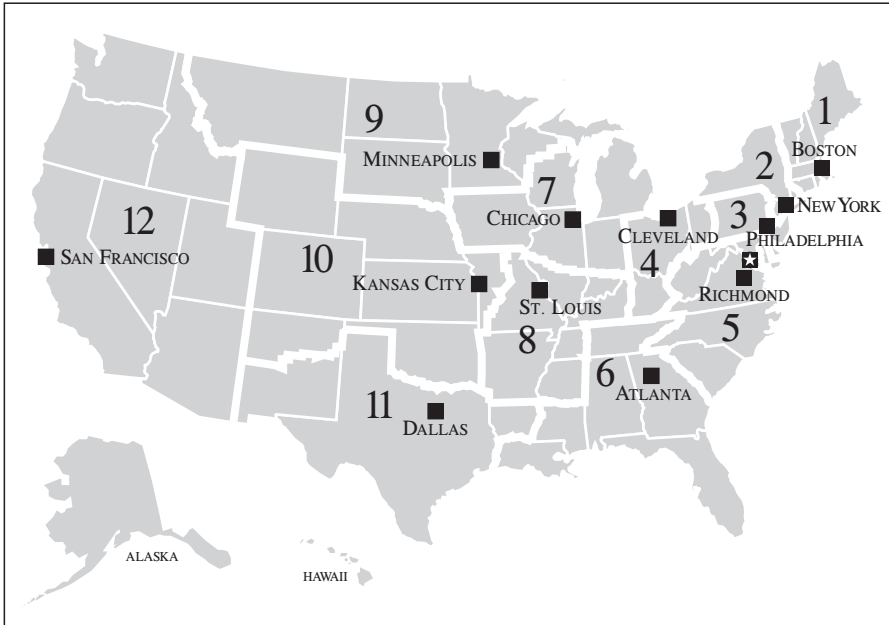 1
BOSTON
2
9
MINNEAPOLIS
7
NEW YORK
3
12
CHICAGO
CLEVELAND
PHILADELPHIA
SAN FRANCISCO
10
4
KANSAS CITY
ST. LOUIS
RICHMOND
8
5
6
ATLANTA
11
DALLAS
ALASKA
HAWAII